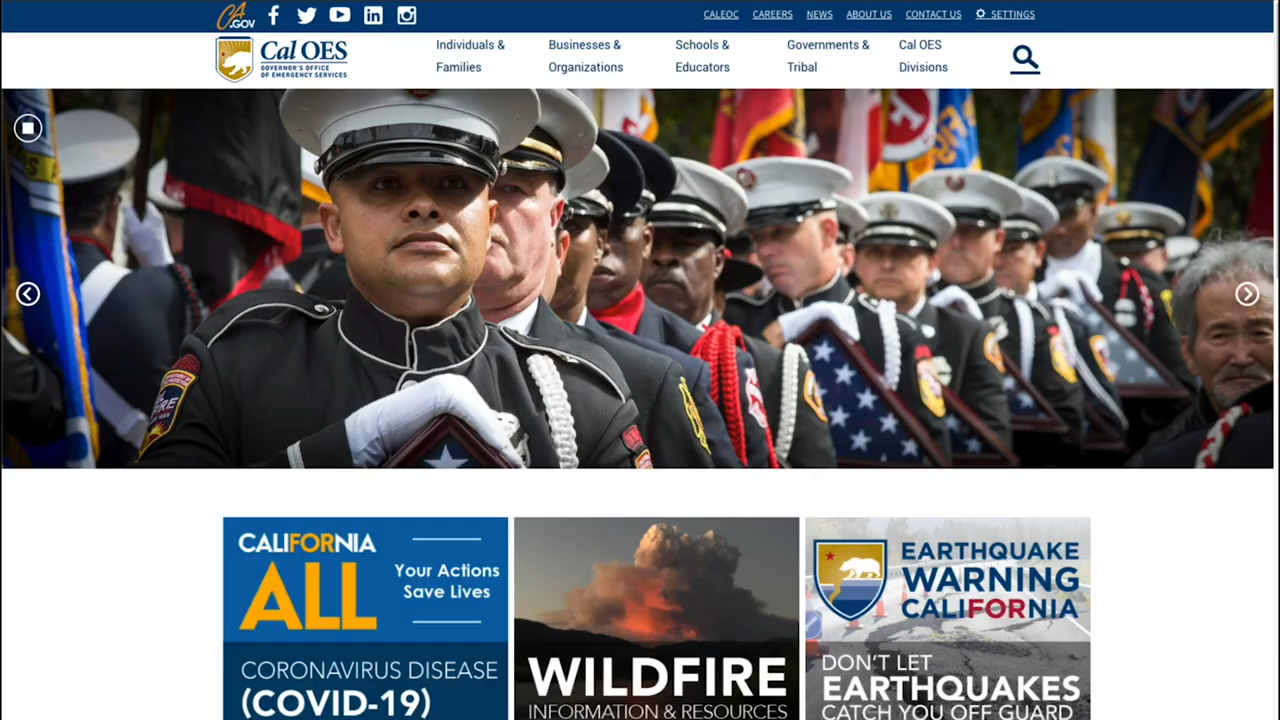 CA
.GOV
CALEOC CAREERS NEWS ABOUT US CONTACT US SETTINGS
Cal OES
GOVERNOR'S OFFICE
OF EMERGENCY SERVICES
Individuals &
Families
Businesses &
Organizations
Schools &
Educators
Governments &
Tribal
Cal OES
Divisions
FIRE
CALIFORNIA
ALL
Your Actions
Save Lives
CORONAVIRUS DISEASE
(COVID-19)
WILDFIRE
INFORMATION & RESOURCES
EARTHQUAKE
WARNING
CALIFORNIA
DON'T LET
EARTHQUAKES
CATCH YOU OFF GUARD